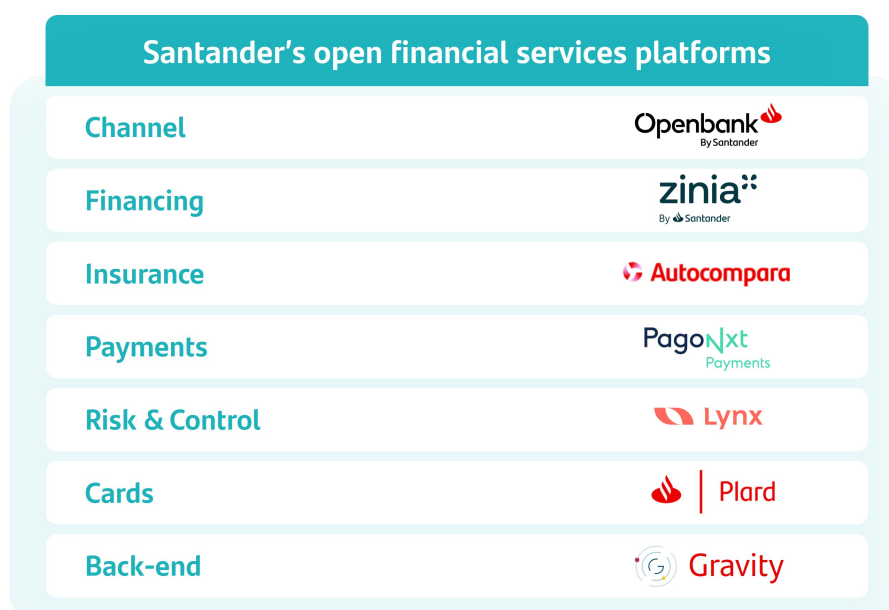 Santander's open financial services platforms
Channel
Openbank
By Santander
Financing
zinia
By Santander
Insurance
Autocompara
Payments
PagoNxt
Payments
Risk & Control
Lynx
Cards
Plard
Back-end
G
Gravity